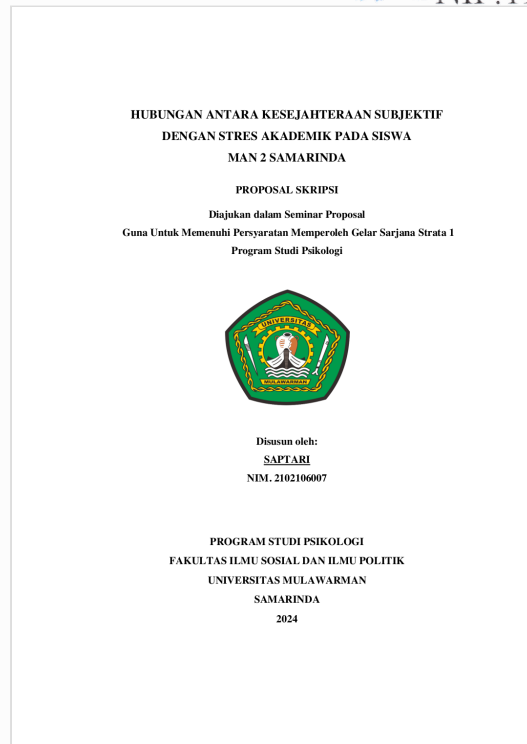 HUBUNGAN ANTARA KESEJAHTERAAN SUBJEKTIF
DENGAN STRES AKADEMIK PADA SISWA
MAN 2 SAMARINDA
PROPOSAL SKRIPSI
Diajukan dalam Seminar Proposal
Guna Untuk Memenuhi Persyaratan Memperoleh Gelar Sarjana Strata 1
Program Studi Psikologi
UNIVERSITAS
MULAWARMAN
Disusun oleh:
SAPTARI
NIM. 2102106007
PROGRAM STUDI PSIKOLOGI
FAKULTAS ILMU SOSIAL DAN ILMU POLITIK
UNIVERSITAS MULAWARMAN
SAMARINDA
2024